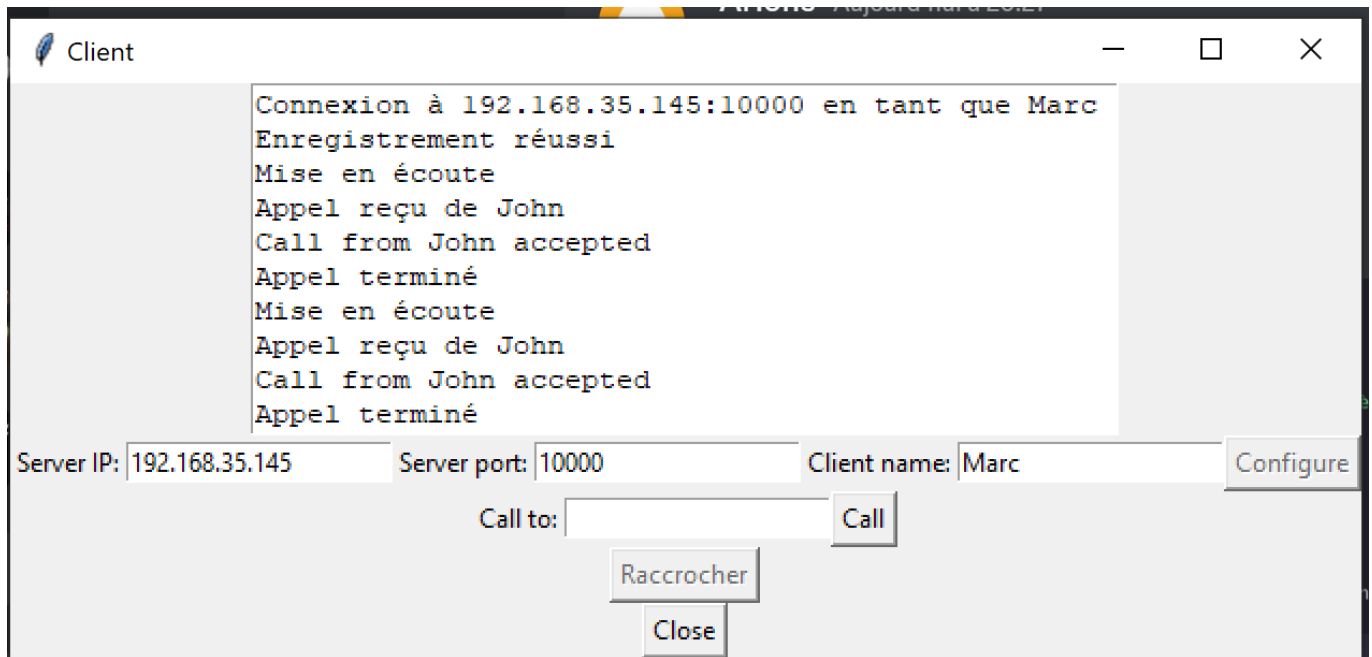 Client
Connexion à 192.168.35.145:10000 en tant que Marc
Enregistrement réussi
Mise en écoute
Appel reçu de John
Call from John accepted
Appel terminé
Mise en écoute
Appel reçu de John
Call from John accepted
Appel terminé
Server IP: 192.168.35.145 Server port: 10000 Client name: Marc Configure
Call to: Call
Raccrocher
Close